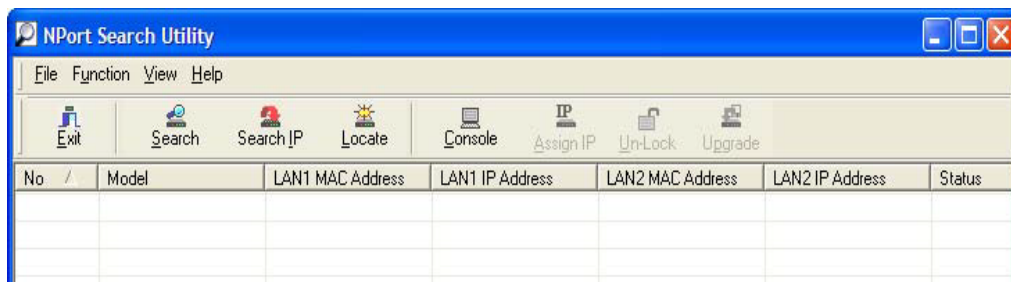 NPort Search Utility
File Function View Help
Exit Search Search IP Locate Console Assign IP Un-Lock Upgrade
No Model LAN1 MAC Address LAN1 IP Address LAN2 MAC Address LAN2 IP Address Status